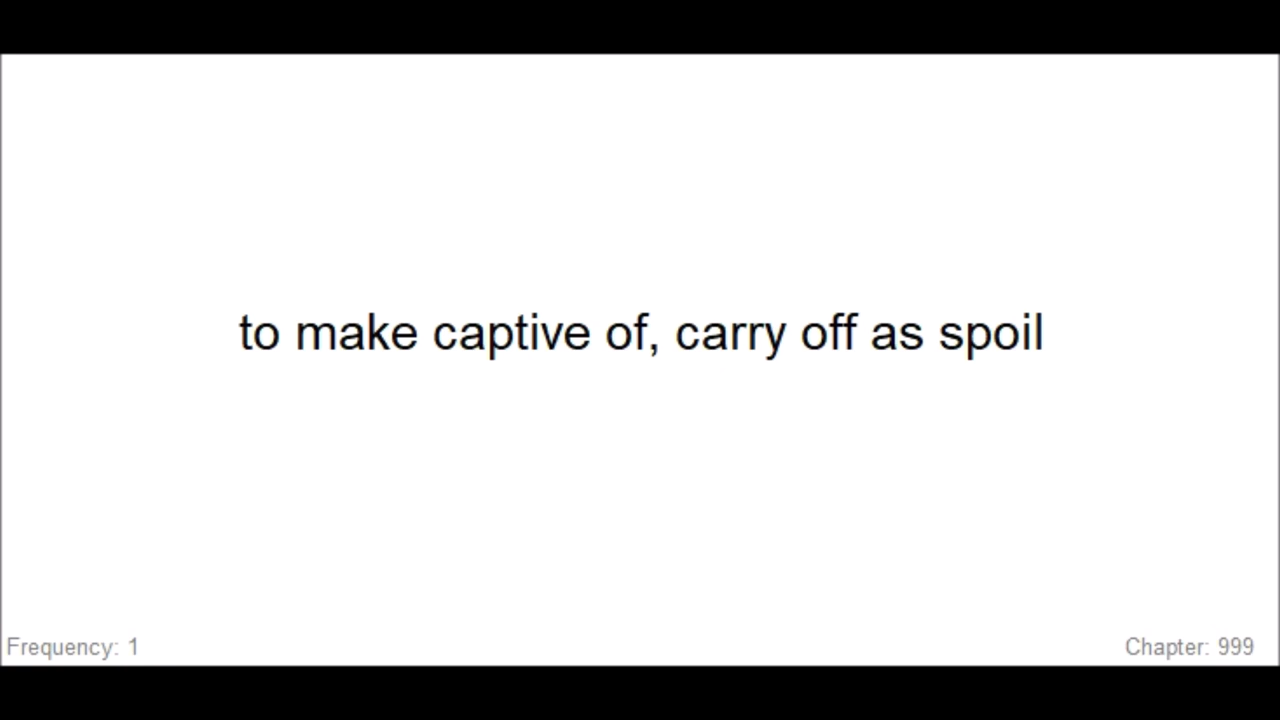 to make captive of, carry off as spoil
Frequency: 1
Chapter: 999